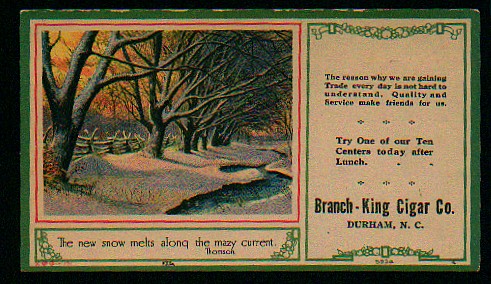 The new snow melts along the mazy current.
Thomson
The reason why we are gaining
Trade every day is not hard to
understand. Quality and
Service make friends for us.
Try One of our Ten
Centers today after
Lunch.
Branch-King Cigar Co.
DURHAM, N. C.